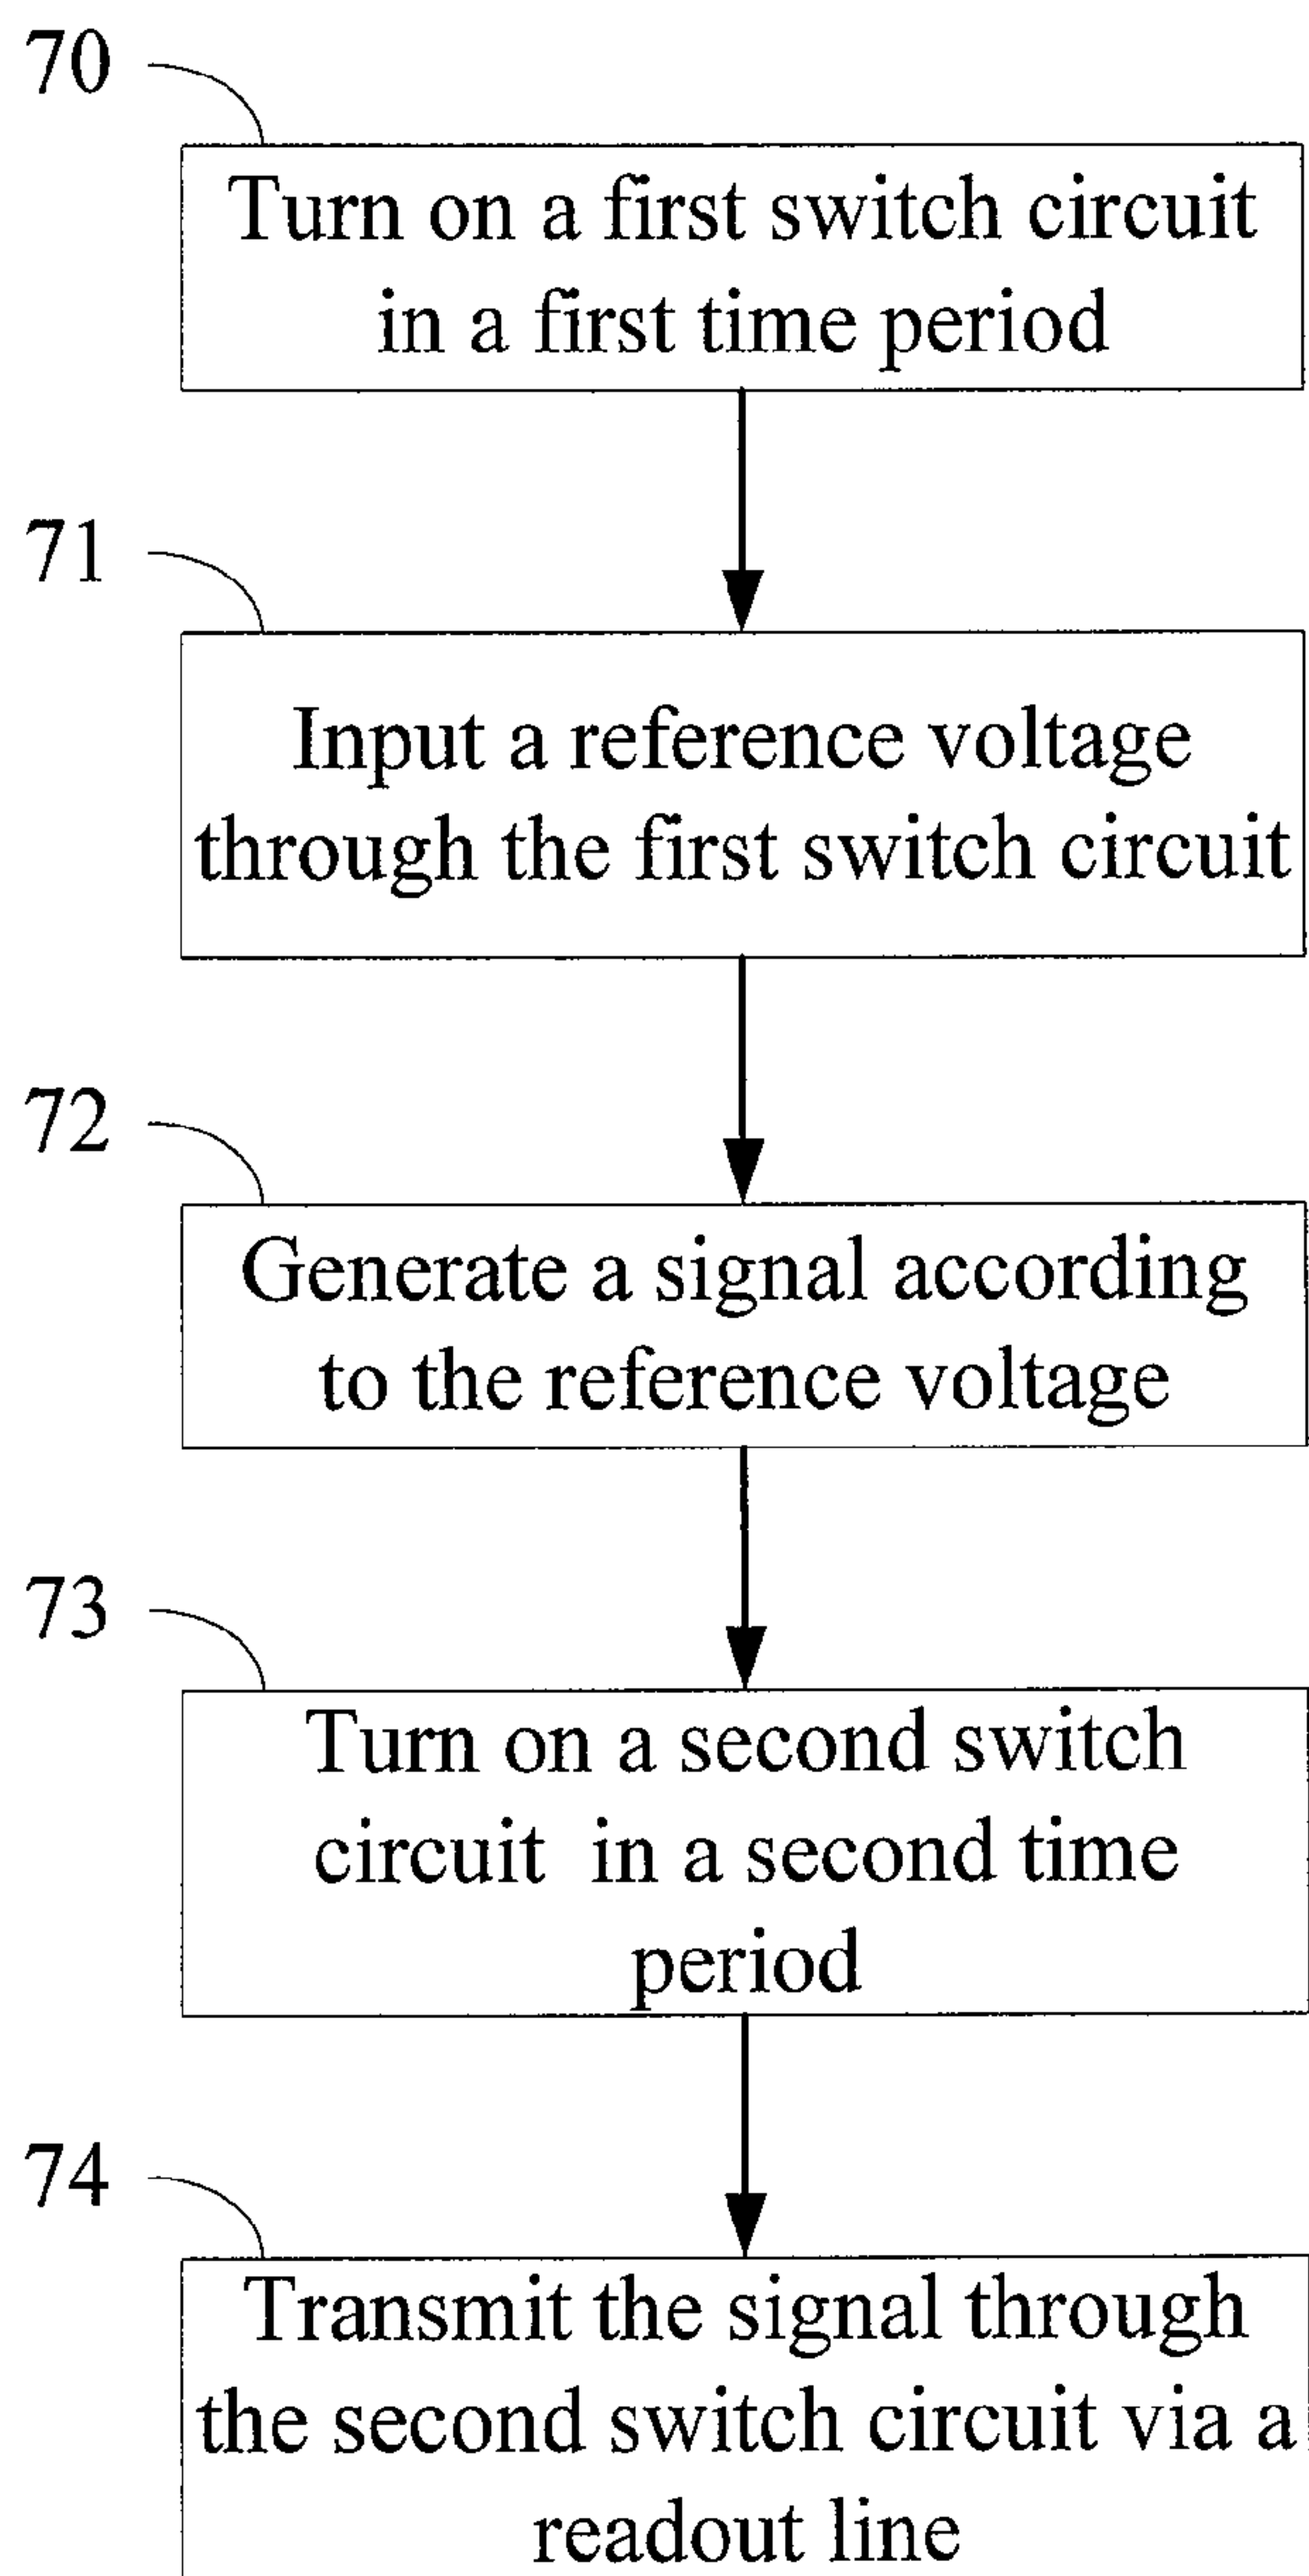 70
Turn on a first switch circuit
in a first time period
71
Input a reference voltage
through the first switch circuit
72
Generate a signal according
to the reference voltage
73
Turn on a second switch
circuit in a second time
period
74
Transmit the signal through
the second switch circuit via a
readout line